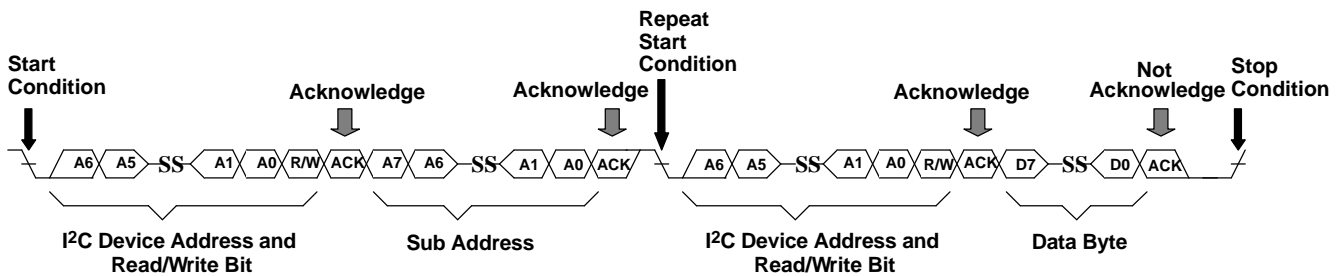 Start
Condition
Acknowledge
Acknowledge
Repeat
Start
Condition
Acknowledge
Not
Acknowledge
Stop
Condition
A6 A5 SS A1 A0 R/W ACK A7 A6 SS A1 A0 ACK A6 A5 SS A1 A0 R/W ACK D7 SS D0 ACK
I²C Device Address and
Read/Write Bit
Sub Address
I²C Device Address and
Read/Write Bit
Data Byte